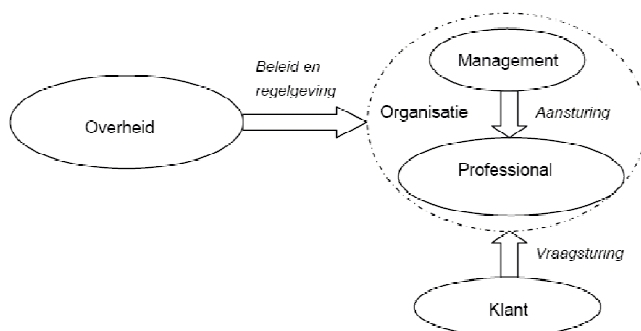 Management
Beleid en
regelgeving
Organisatie
Aansturing
Overheid
Professional
Vraagsturing
Klant